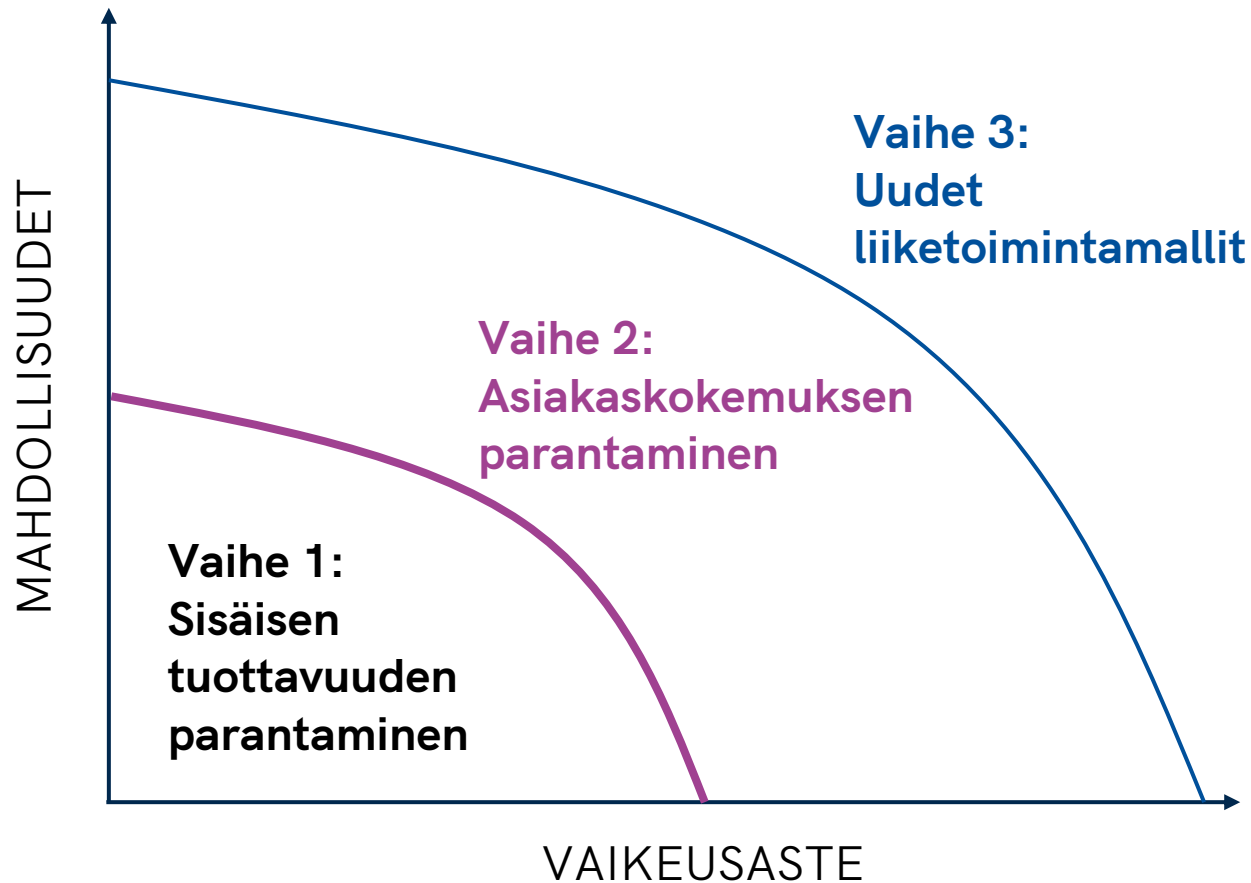 MAHDOLLISUUDET
Vaihe 3:
Uudet
liiketoimintamallit
Vaihe 2:
Asiakaskokemuksen
parantaminen
Vaihe 1:
Sisäisen
tuottavuuden
parantaminen
VAIKEUSASTE